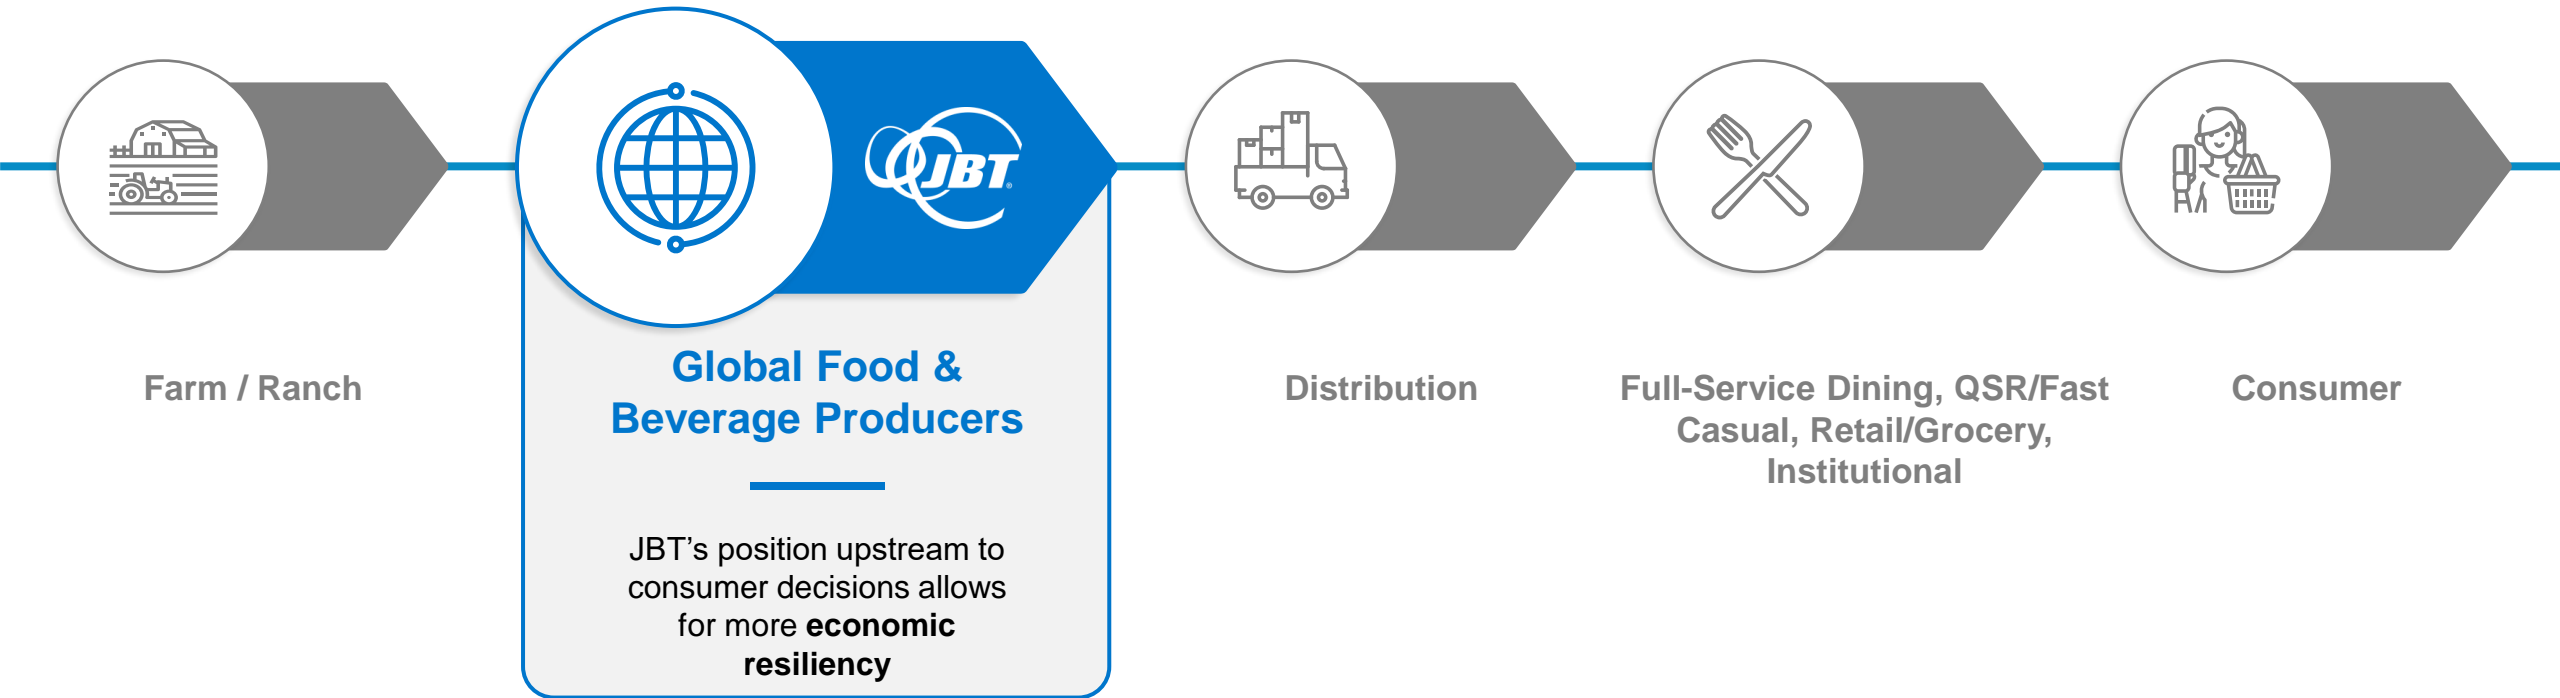 JBT
Farm / Ranch
Global Food &
Beverage Producers
JBT’s position upstream to
consumer decisions allows
for more economic
resiliency
Distribution
Full-Service Dining, QSR/Fast
Casual, Retail/Grocery,
Institutional
Consumer